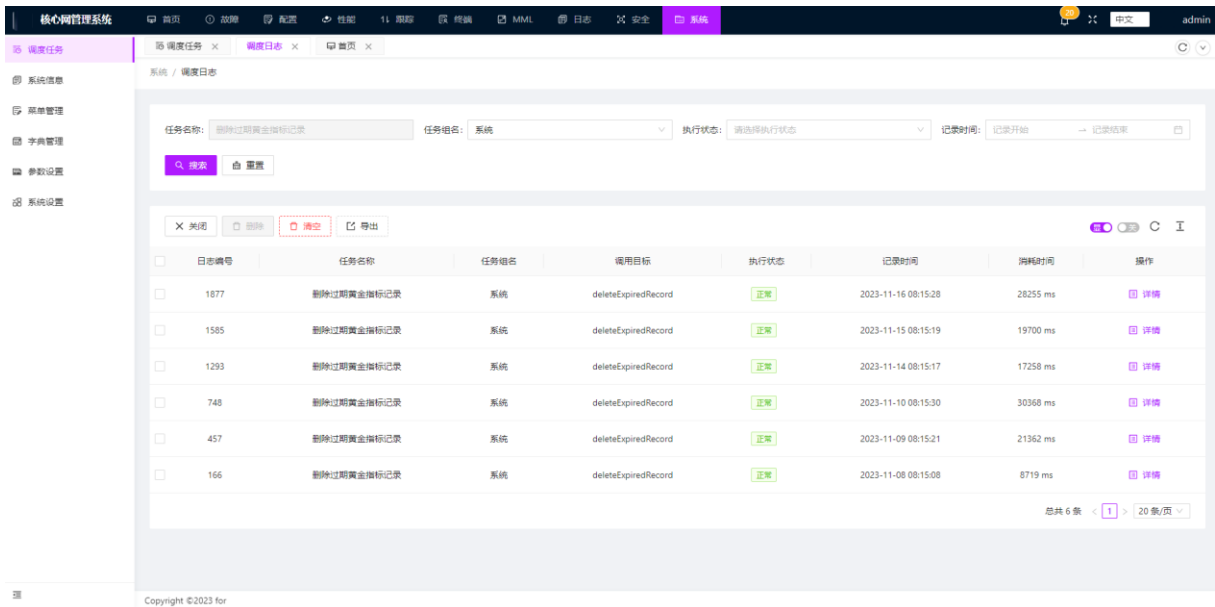 核心网管理系统 首页 故障 配置 性能 跟踪 终端 MML 日志 安全 系统 20 中文 admin
调度任务 调度任务 调度日志 首页
系统信息 系统 / 调度日志
菜单管理
字典管理 任务名称: 删除过期黄金指标记录 任务组名: 系统 执行状态: 请选择执行状态 记录时间: 记录开始 → 记录结束
参数设置 搜索 重置
系统设置
关闭 删除 清空 导出
日志编号 任务名称 任务组名 调用目标 执行状态 记录时间 消耗时间 操作
1877 删除过期黄金指标记录 系统 deleteExpiredRecord 正常 2023-11-16 08:15:28 28255 ms 详情
1585 删除过期黄金指标记录 系统 deleteExpiredRecord 正常 2023-11-15 08:15:19 19700 ms 详情
1293 删除过期黄金指标记录 系统 deleteExpiredRecord 正常 2023-11-14 08:15:17 17258 ms 详情
748 删除过期黄金指标记录 系统 deleteExpiredRecord 正常 2023-11-10 08:15:30 30368 ms 详情
457 删除过期黄金指标记录 系统 deleteExpiredRecord 正常 2023-11-09 08:15:21 21362 ms 详情
166 删除过期黄金指标记录 系统 deleteExpiredRecord 正常 2023-11-08 08:15:08 8719 ms 详情
总共 6 条 < 1 > 20 条/页
Copyright ©2023 for